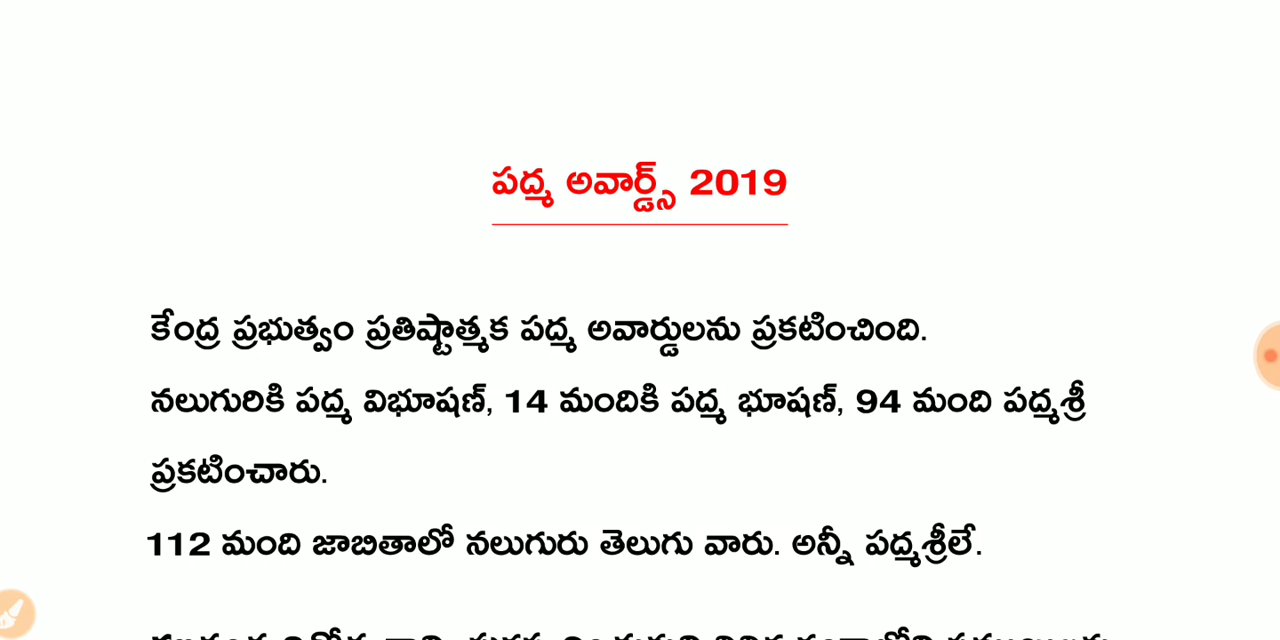 పద్మ అవార్డ్స్ 2019
కేంద్ర ప్రభుత్వం ప్రతిష్టాత్మక పద్మ అవార్డులను ప్రకటించింది.
నలుగురికి పద్మ విభూషణ్, 14 మందికి పద్మ భూషణ్, 94 మంది పద్మశ్రీ
ప్రకటించారు.
112 మంది జాబితాలో నలుగురు తెలుగు వారు. అన్నీ పద్మశ్రీలే.